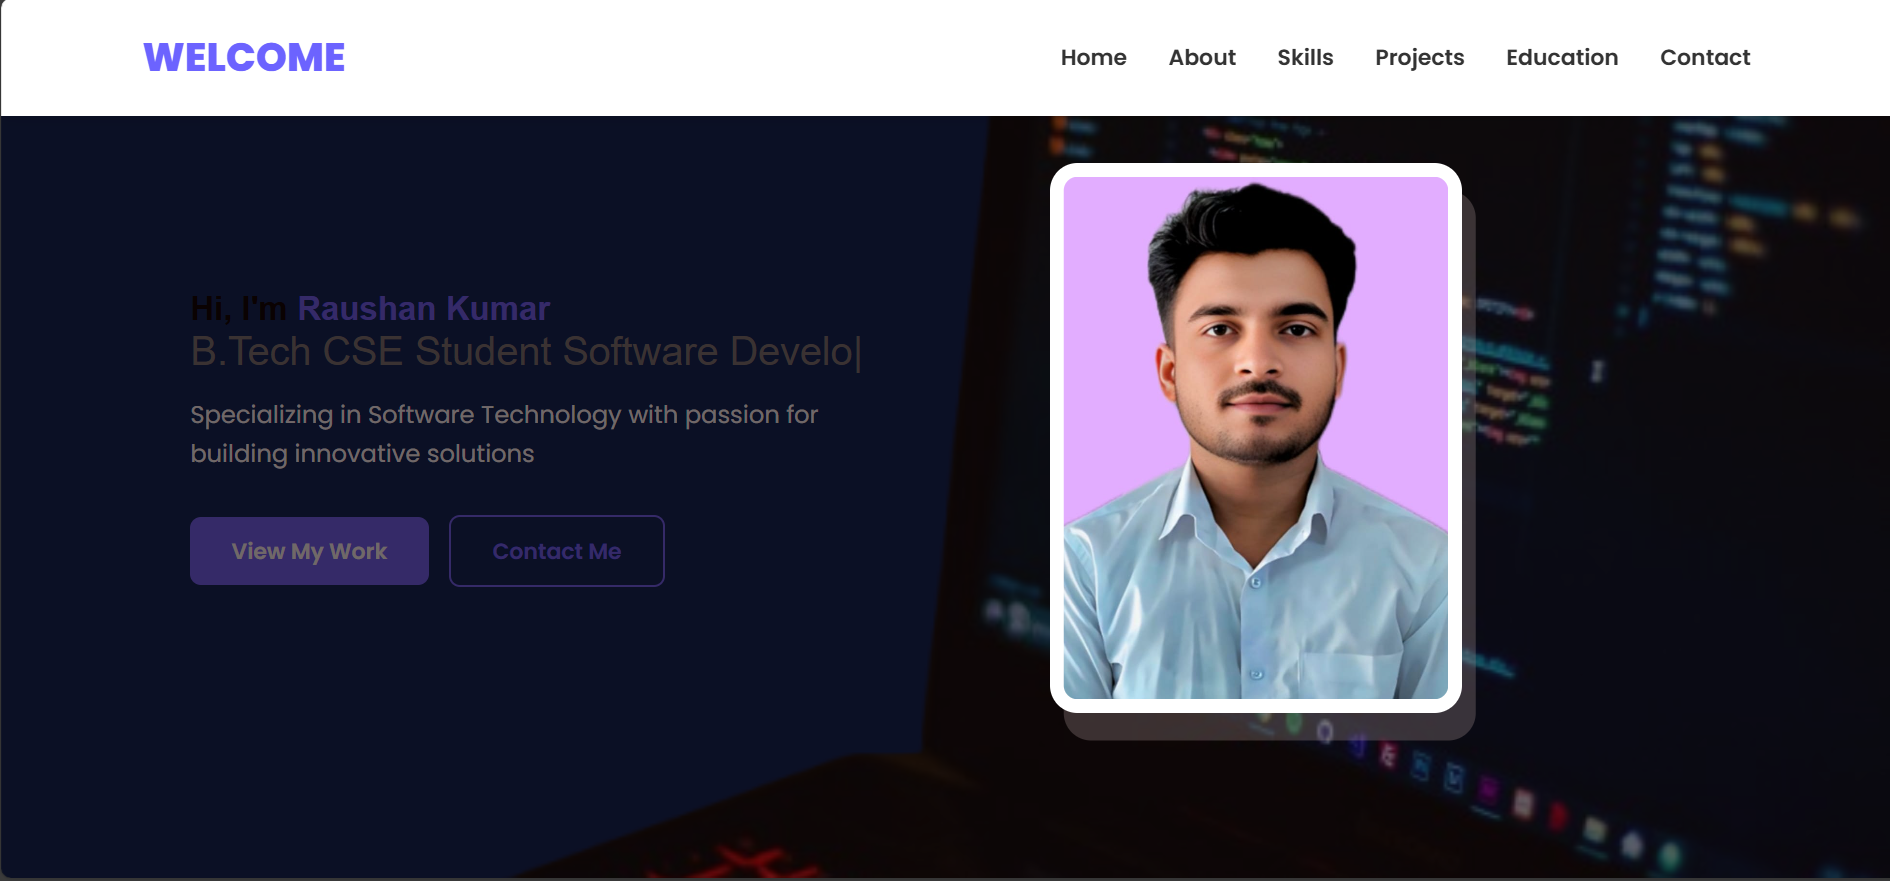 WELCOME
Home About Skills Projects Education Contact
Hi, I'm Raushan Kumar
B.Tech CSE Student Software Develo|
Specializing in Software Technology with passion for
building innovative solutions
View My Work
Contact Me